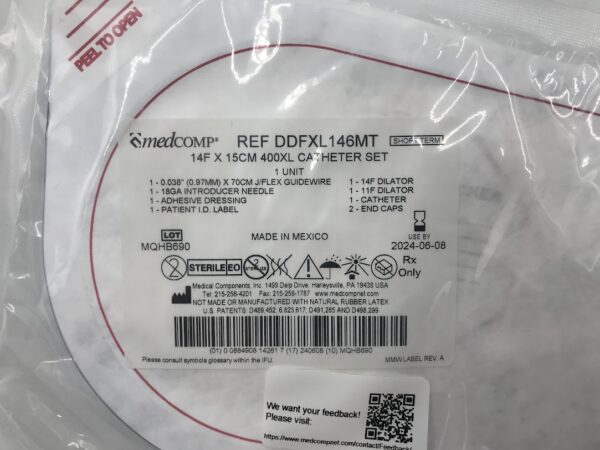 PEEL TO OPEN
medcomp® REF DDFXL146MT SHORT TERM
14F X 15CM 400XL CATHETER SET
1 UNIT
1 - 0.038" (0.97MM) X 70CM J/FLEX GUIDEWIRE
1 - 18GA INTRODUCER NEEDLE
1 - ADHESIVE DRESSING
1 - PATIENT I.D. LABEL
1 - 14F DILATOR
1 - 11F DILATOR
1 - CATHETER
2 - END CAPS
LOT
MQHB690
MADE IN MEXICO
USE BY
2024-06-08
2 STERILE EO 2 STERILIZE Rx
Only
Medical Components, Inc. 1499 Delp Drive, Harleysville, PA 19438 USA
Tel: 215-256-4201 Fax: 215-256-1787 www.medcompnet.com
NOT MADE OR MANUFACTURED WITH NATURAL RUBBER LATEX
U.S. PATENTS: D489,452; 6,623,617; D491,265 AND D498,299
(01) 0 0884908 14261 7 (17) 240608 (10) MQHB690
Please consult symbols glossary within the IFU.
MMW LABEL REV. A
We want your feedback!
Please visit:
https://www.medcompnet.com/contact/Feedback/